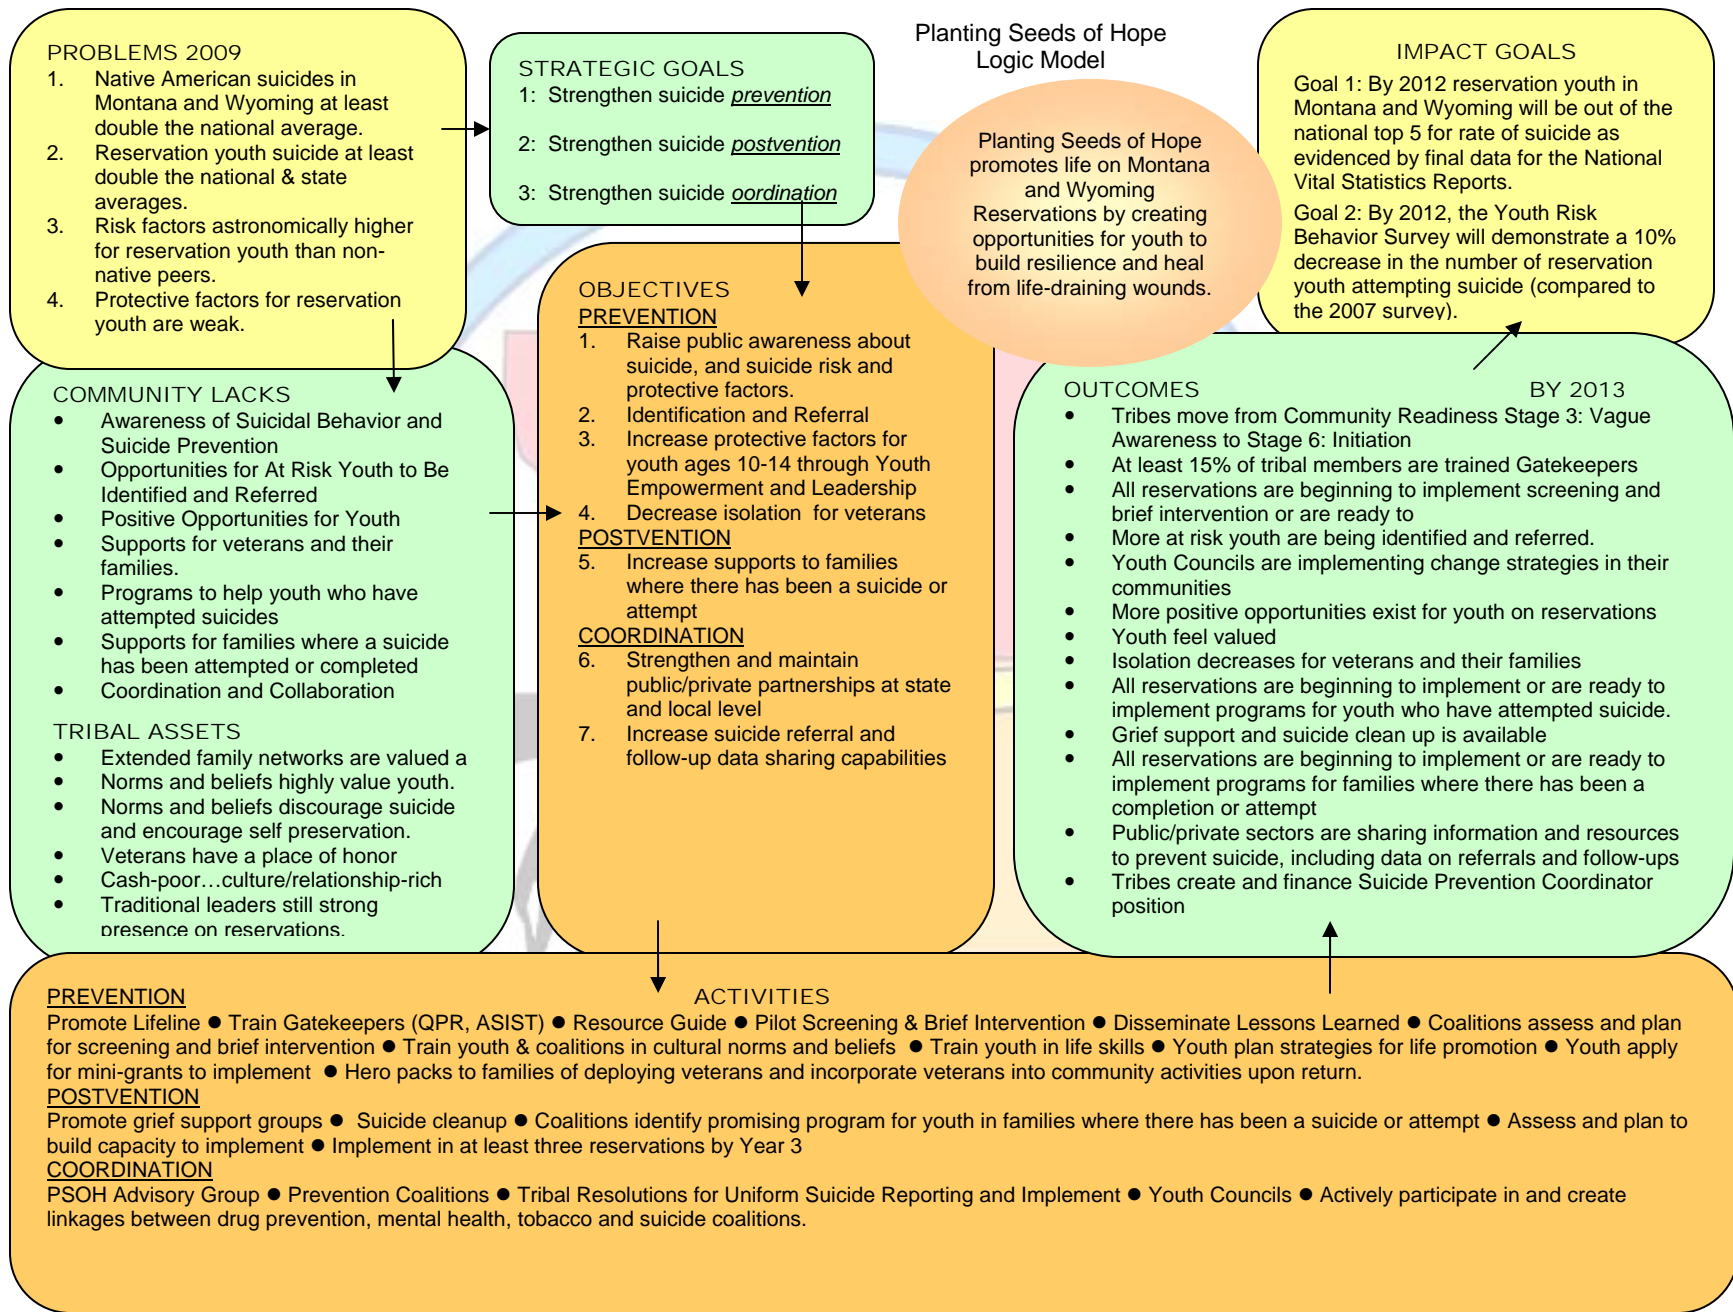 PROBLEMS 2009
1. Native American suicides in
Montana and Wyoming at least
double the national average.
2. Reservation youth suicide at least
double the national & state
averages.
3. Risk factors astronomically higher
for reservation youth than non-
native peers.
4. Protective factors for reservation
youth are weak.
STRATEGIC GOALS
1: Strengthen suicide prevention
2: Strengthen suicide postvention
3: Strengthen suicide oordination
Planting Seeds of Hope
Logic Model
Planting Seeds of Hope
promotes life on Montana
and Wyoming
Reservations by creating
opportunities for youth to
build resilience and heal
from life-draining wounds.
IMPACT GOALS
Goal 1: By 2012 reservation youth in
Montana and Wyoming will be out of the
national top 5 for rate of suicide as
evidenced by final data for the National
Vital Statistics Reports.
Goal 2: By 2012, the Youth Risk
Behavior Survey will demonstrate a 10%
decrease in the number of reservation
youth attempting suicide (compared to
the 2007 survey).
COMMUNITY LACKS
• Awareness of Suicidal Behavior and
Suicide Prevention
• Opportunities for At Risk Youth to Be
Identified and Referred
• Positive Opportunities for Youth
• Supports for veterans and their
families.
• Programs to help youth who have
attempted suicides
• Supports for families where a suicide
has been attempted or completed
• Coordination and Collaboration
TRIBAL ASSETS
• Extended family networks are valued a
• Norms and beliefs highly value youth.
• Norms and beliefs discourage suicide
and encourage self preservation.
• Veterans have a place of honor
• Cash-poor…culture/relationship-rich
• Traditional leaders still strong
presence on reservations.
OBJECTIVES
PREVENTION
1. Raise public awareness about
suicide, and suicide risk and
protective factors.
2. Identification and Referral
3. Increase protective factors for
youth ages 10-14 through Youth
Empowerment and Leadership
4. Decrease isolation for veterans
POSTVENTION
5. Increase supports to families
where there has been a suicide or
attempt
COORDINATION
6. Strengthen and maintain
public/private partnerships at state
and local level
7. Increase suicide referral and
follow-up data sharing capabilities
OUTCOMES BY 2013
• Tribes move from Community Readiness Stage 3: Vague
Awareness to Stage 6: Initiation
• At least 15% of tribal members are trained Gatekeepers
• All reservations are beginning to implement screening and
brief intervention or are ready to
• More at risk youth are being identified and referred.
• Youth Councils are implementing change strategies in their
communities
• More positive opportunities exist for youth on reservations
• Youth feel valued
• Isolation decreases for veterans and their families
• All reservations are beginning to implement or are ready to
implement programs for youth who have attempted suicide.
• Grief support and suicide clean up is available
• All reservations are beginning to implement or are ready to
implement programs for families where there has been a
completion or attempt
• Public/private sectors are sharing information and resources
to prevent suicide, including data on referrals and follow-ups
• Tribes create and finance Suicide Prevention Coordinator
position
ACTIVITIES
PREVENTION
Promote Lifeline ● Train Gatekeepers (QPR, ASIST) ● Resource Guide ● Pilot Screening & Brief Intervention ● Disseminate Lessons Learned ● Coalitions assess and plan
for screening and brief intervention ● Train youth & coalitions in cultural norms and beliefs ● Train youth in life skills ● Youth plan strategies for life promotion ● Youth apply
for mini-grants to implement ● Hero packs to families of deploying veterans and incorporate veterans into community activities upon return.
POSTVENTION
Promote grief support groups ● Suicide cleanup ● Coalitions identify promising program for youth in families where there has been a suicide or attempt ● Assess and plan to
build capacity to implement ● Implement in at least three reservations by Year 3
COORDINATION
PSOH Advisory Group ● Prevention Coalitions ● Tribal Resolutions for Uniform Suicide Reporting and Implement ● Youth Councils ● Actively participate in and create
linkages between drug prevention, mental health, tobacco and suicide coalitions.